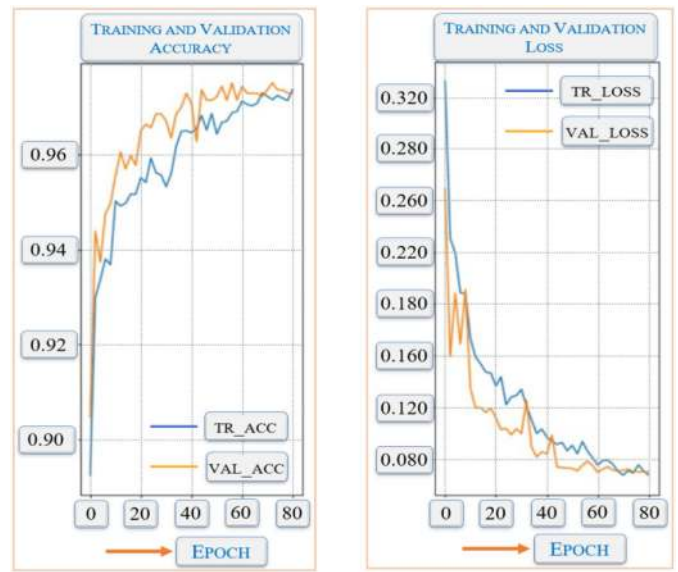 TRAINING AND VALIDATION
ACCURACY
0.96
0.94
0.92
0.90
TR_ACC
VAL_ACC
0
20
40
60
80
EPOCH
TRAINING AND VALIDATION
LOSS
0.320
0.280
0.260
0.220
0.180
0.160
0.120
0.080
TR_LOSS
VAL_LOSS
0
20
40
60
80
EPOCH